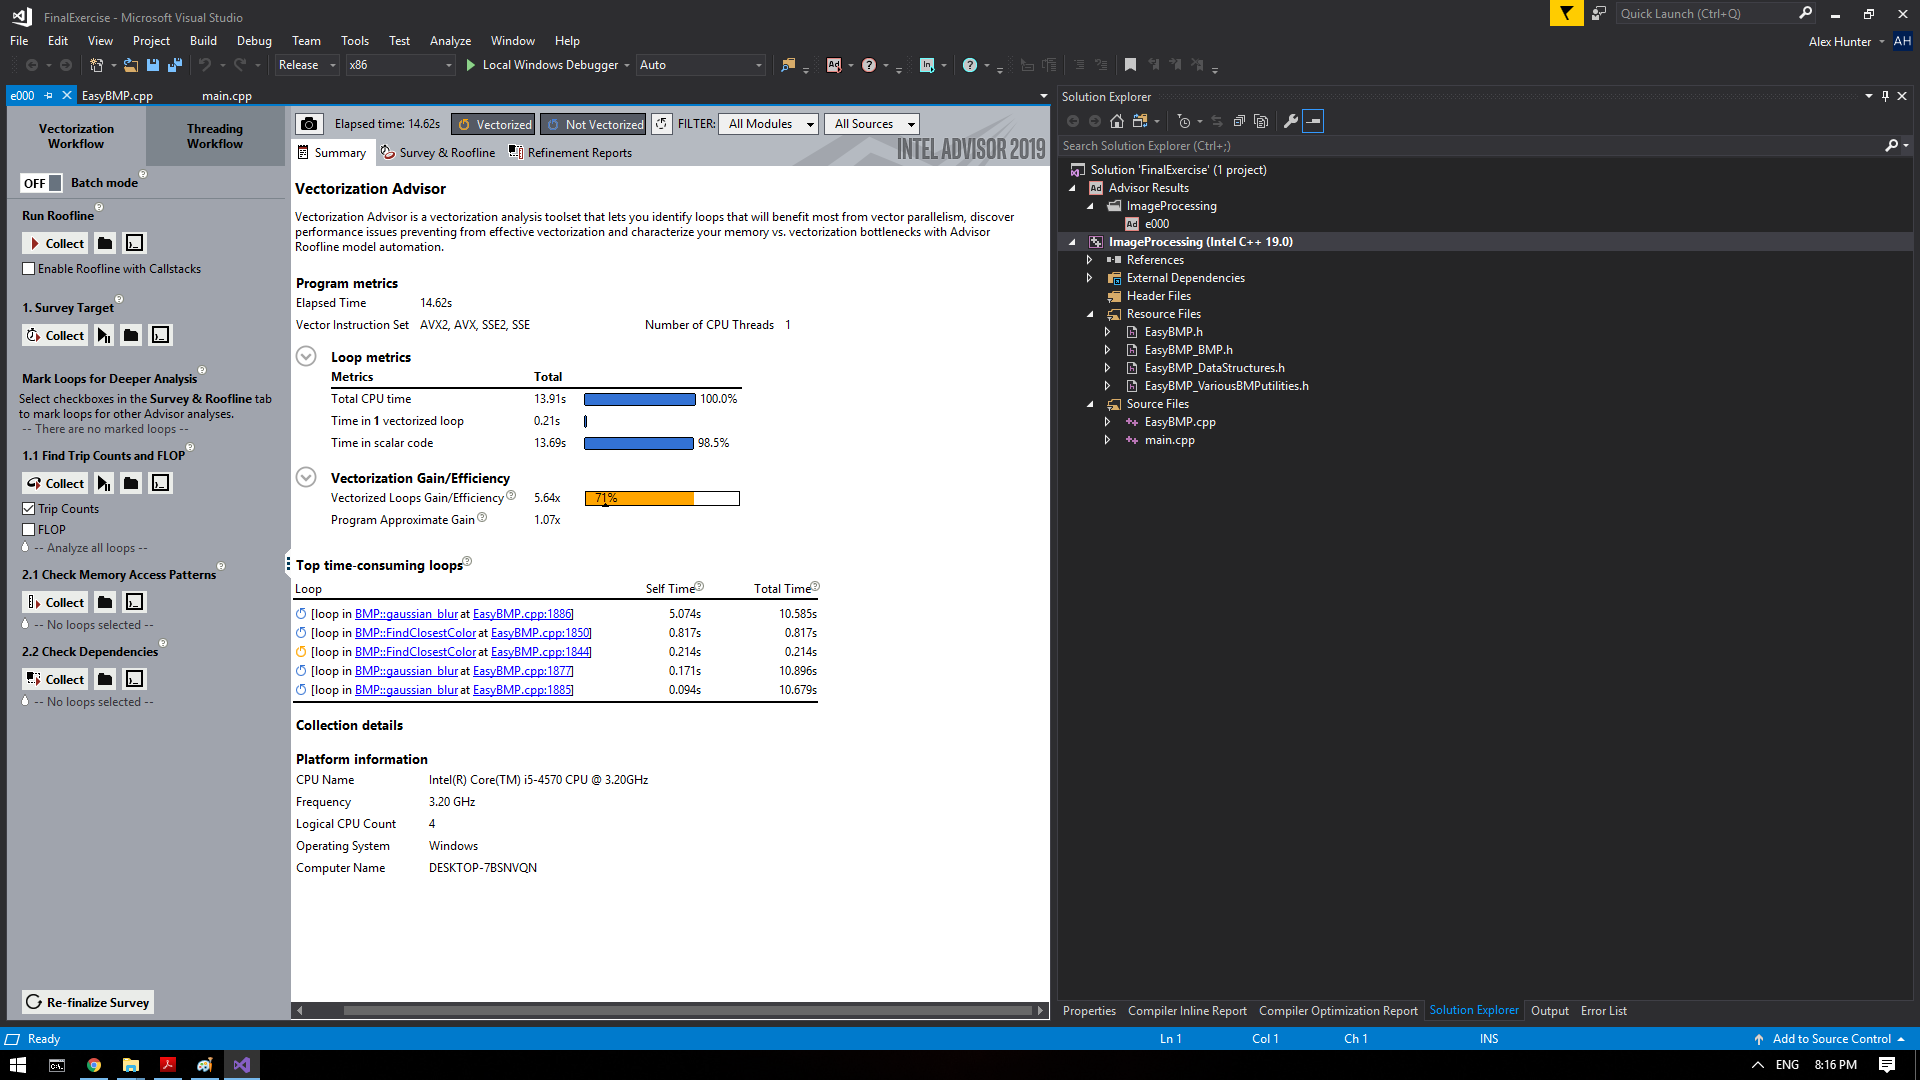 FinalExercise - Microsoft Visual Studio
Quick Launch (Ctrl+Q)
File Edit View Project Build Debug Team Tools Test Analyze Window Help
Alex Hunter AH
Release x86 Local Windows Debugger Auto
e000 EasyBMP.cpp main.cpp
Vectorization Workflow
Threading Workflow
OFF Batch mode
Run Roofline
Collect
Enable Roofline with Callstacks
1. Survey Target
Collect
Mark Loops for Deeper Analysis
Select checkboxes in the Survey & Roofline tab
to mark loops for other Advisor analyses.
-- There are no marked loops --
1.1 Find Trip Counts and FLOP
Collect
Trip Counts
FLOP
-- Analyze all loops --
2.1 Check Memory Access Patterns
Collect
-- No loops selected --
2.2 Check Dependencies
Collect
-- No loops selected --
Re-finalize Survey
Elapsed time: 14.62s Vectorized Not Vectorized FILTER: All Modules All Sources
Summary Survey & Roofline Refinement Reports
INTEL ADVISOR 2019
Vectorization Advisor
Vectorization Advisor is a vectorization analysis toolset that lets you identify loops that will benefit most from vector parallelism, discover
performance issues preventing from effective vectorization and characterize your memory vs. vectorization bottlenecks with Advisor
Roofline model automation.
Program metrics
Elapsed Time 14.62s
Vector Instruction Set AVX2, AVX, SSE2, SSE Number of CPU Threads 1
Loop metrics
Metrics Total
Total CPU time 13.91s 100.0%
Time in 1 vectorized loop 0.21s
Time in scalar code 13.69s 98.5%
Vectorization Gain/Efficiency
Vectorized Loops Gain/Efficiency 5.64x 71%
Program Approximate Gain 1.07x
Top time-consuming loops
Loop Self Time Total Time
[loop in BMP::gaussian_blur at EasyBMP.cpp:1886] 5.074s 10.585s
[loop in BMP::FindClosestColor at EasyBMP.cpp:1850] 0.817s 0.817s
[loop in BMP::FindClosestColor at EasyBMP.cpp:1844] 0.214s 0.214s
[loop in BMP::gaussian_blur at EasyBMP.cpp:1877] 0.171s 10.896s
[loop in BMP::gaussian_blur at EasyBMP.cpp:1885] 0.094s 10.679s
Collection details
Platform information
CPU Name Intel(R) Core(TM) i5-4570 CPU @ 3.20GHz
Frequency 3.20 GHz
Logical CPU Count 4
Operating System Windows
Computer Name DESKTOP-7BSNVQN
Solution Explorer
Search Solution Explorer (Ctrl+;)
Solution 'FinalExercise' (1 project)
Advisor Results
ImageProcessing
e000
ImageProcessing (Intel C++ 19.0)
References
External Dependencies
Header Files
Resource Files
EasyBMP.h
EasyBMP_BMP.h
EasyBMP_DataStructures.h
EasyBMP_VariousBMPutilities.h
Source Files
EasyBMP.cpp
main.cpp
Properties Compiler Inline Report Compiler Optimization Report Solution Explorer Output Error List
Ready Ln 1 Col 1 Ch 1 INS Add to Source Control
ENG 8:16 PM